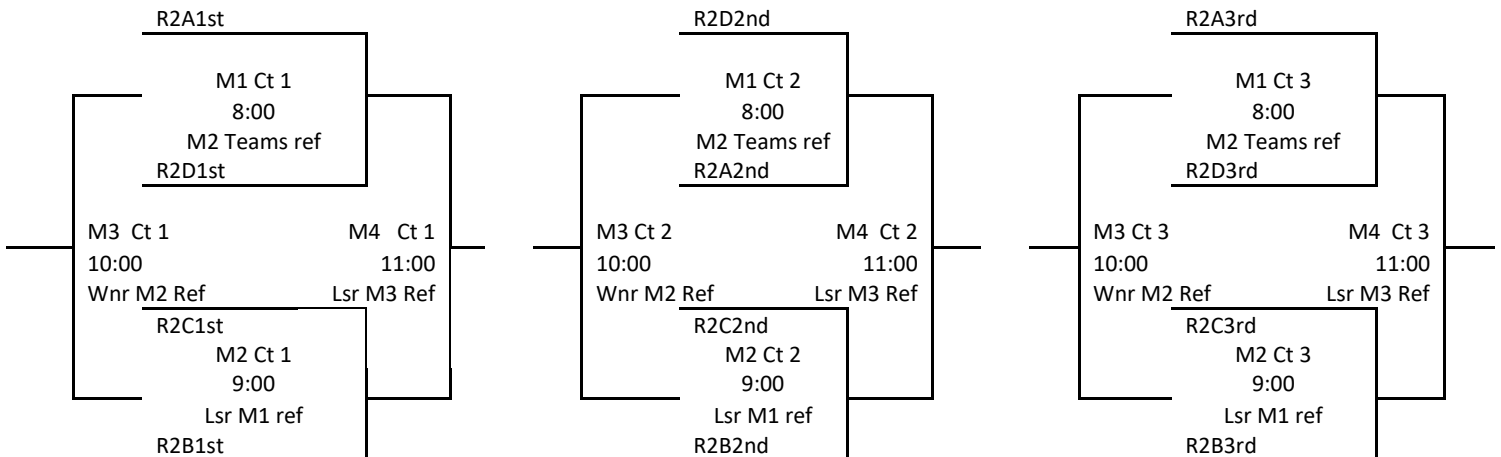 R2A1st
M1 Ct 1
8:00
M2 Teams ref
R2D1st
M3 Ct 1
10:00
Wnr M2 Ref
M4 Ct 1
11:00
Lsr M3 Ref
R2C1st
M2 Ct 1
9:00
Lsr M1 ref
R2B1st
R2D2nd
M1 Ct 2
8:00
M2 Teams ref
R2A2nd
M3 Ct 2
10:00
Wnr M2 Ref
M4 Ct 2
11:00
Lsr M3 Ref
R2C2nd
M2 Ct 2
9:00
Lsr M1 ref
R2B2nd
R2A3rd
M1 Ct 3
8:00
M2 Teams ref
R2D3rd
M3 Ct 3
10:00
Wnr M2 Ref
M4 Ct 3
11:00
Lsr M3 Ref
R2C3rd
M2 Ct 3
9:00
Lsr M1 ref
R2B3rd